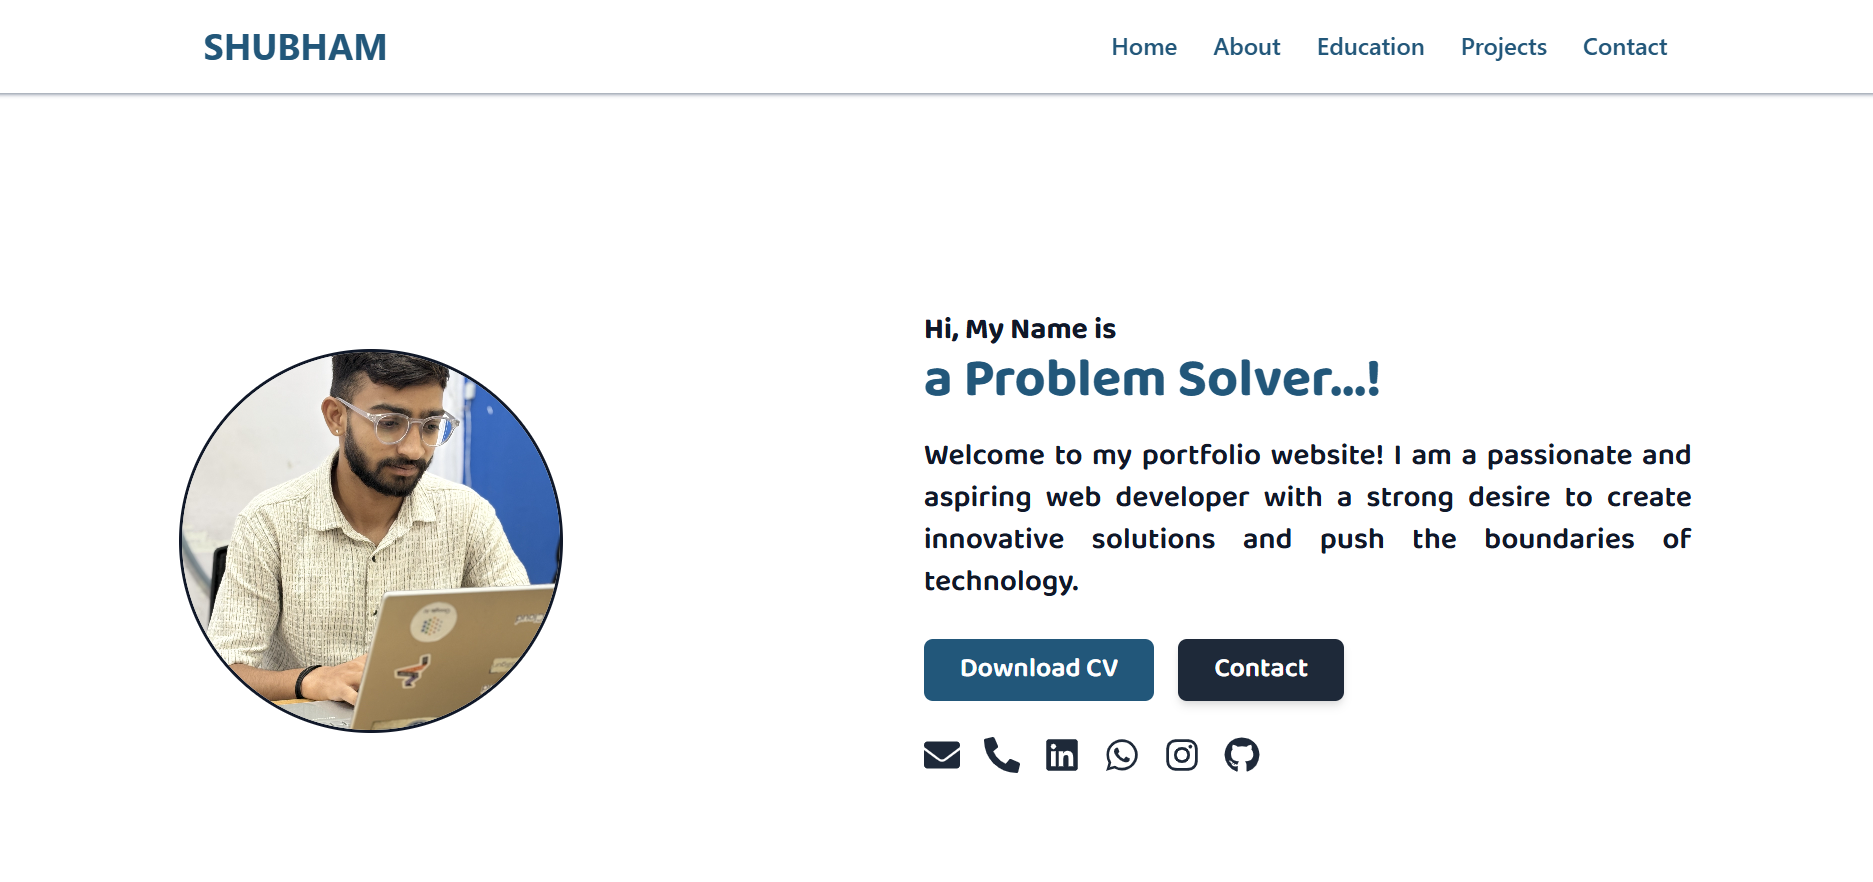 SHUBHAM
Home About Education Projects Contact
Hi, My Name is
a Problem Solver...!
Welcome to my portfolio website! I am a passionate and
aspiring web developer with a strong desire to create
innovative solutions and push the boundaries of
technology.
Download CV Contact
in